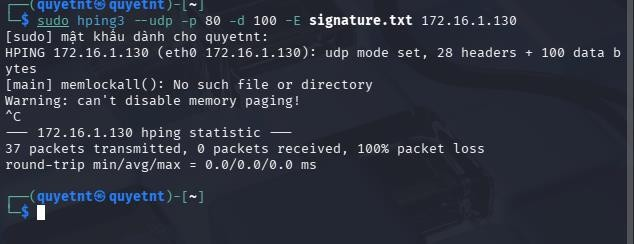 ┌──(quyetnt㉿quyetnt)-[~]
└─$ sudo hping3 --udp -p 80 -d 100 -E signature.txt 172.16.1.130
[sudo] mật khẩu dành cho quyetnt:
HPING 172.16.1.130 (eth0 172.16.1.130): udp mode set, 28 headers + 100 data b
ytes
[main] memlockall(): No such file or directory
Warning: can't disable memory paging!
^C
--- 172.16.1.130 hping statistic ---
37 packets transmitted, 0 packets received, 100% packet loss
round-trip min/avg/max = 0.0/0.0/0.0 ms
┌──(quyetnt㉿quyetnt)-[~]
└─$